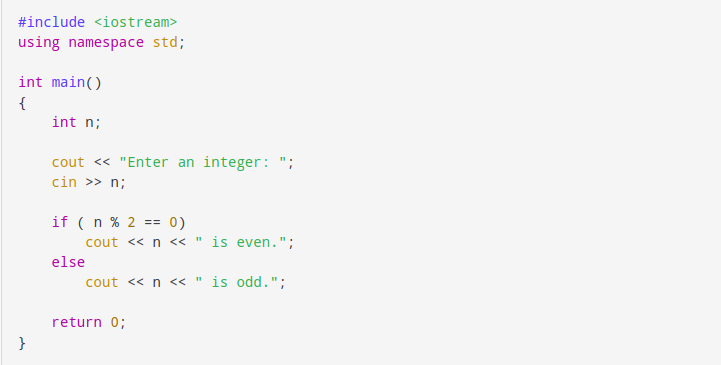 #include <iostream>
using namespace std;
int main()
{
    int n;
    cout << "Enter an integer: ";
    cin >> n;
    if ( n % 2 == 0)
        cout << n << " is even.";
    else
        cout << n << " is odd.";
    return 0;
}